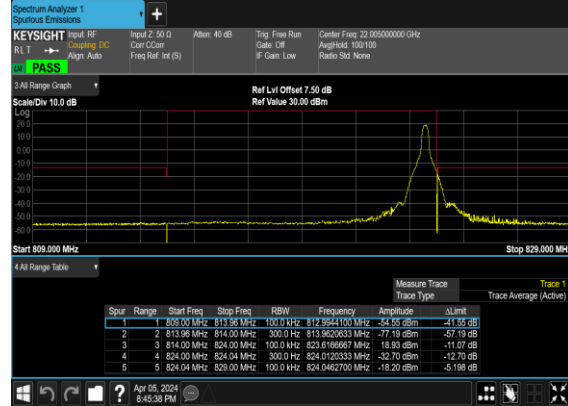 Spectrum Analyzer 1
Spurious Emissions
+
KEYSIGHT Input: RF Input Z: 50 Ω Atten: 40 dB Trig: Free Run Center Freq: 22.005000000 GHz
RLT Coupling: DC Corr CCorr Gate: Off Avg|Hold: 100/100
Align: Auto Freq Ref: Int (S) IF Gain: Low Radio Std: None
PASS
3 All Range Graph
Ref Lvl Offset 7.50 dB
Scale/Div 10.0 dB Ref Value 30.00 dBm
Log
20.0
10.0
0.00
-10.0
-20.0
-30.0
-40.0
-50.0
-60.0
Start 809.000 MHz Stop 829.000 MH
4 All Range Table
Measure Trace Trace 1
Trace Type Trace Average (Active)
Spur Range Start Freq Stop Freq RBW Frequency Amplitude ΔLimit
1 1 809.00 MHz 813.96 MHz 100.0 kHz 812.9944100 MHz -54.55 dBm -41.55 dB
2 2 813.96 MHz 814.00 MHz 300.0 Hz 813.9620633 MHz -77.19 dBm -57.19 dB
3 3 814.00 MHz 824.00 MHz 100.0 kHz 823.6166667 MHz 18.93 dBm -11.07 dB
4 4 824.00 MHz 824.04 MHz 300.0 Hz 824.0120333 MHz -32.70 dBm -12.70 dB
5 5 824.04 MHz 829.00 MHz 100.0 kHz 824.0462700 MHz -18.20 dBm -5.198 dB
? Apr 05, 2024
8:45:38 PM